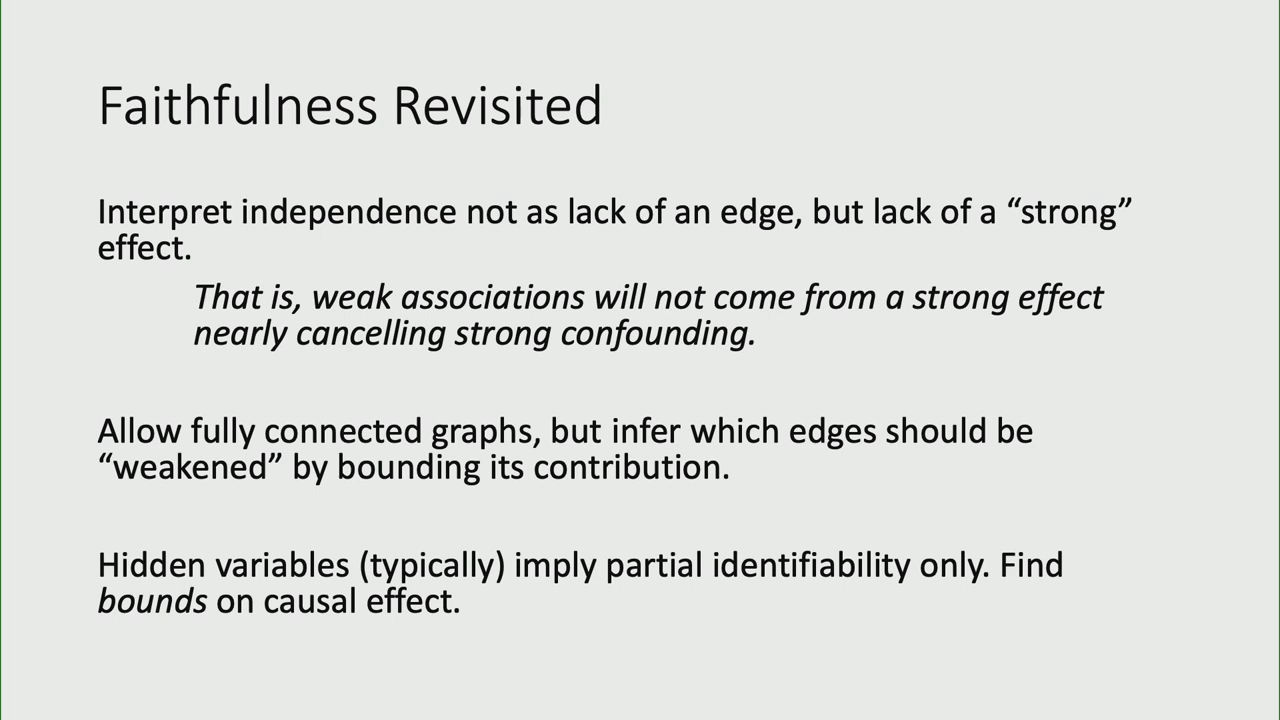 Faithfulness Revisited
Interpret independence not as lack of an edge, but lack of a “strong”
effect.
That is, weak associations will not come from a strong effect
nearly cancelling strong confounding.
Allow fully connected graphs, but infer which edges should be
“weakened” by bounding its contribution.
Hidden variables (typically) imply partial identifiability only. Find
bounds on causal effect.